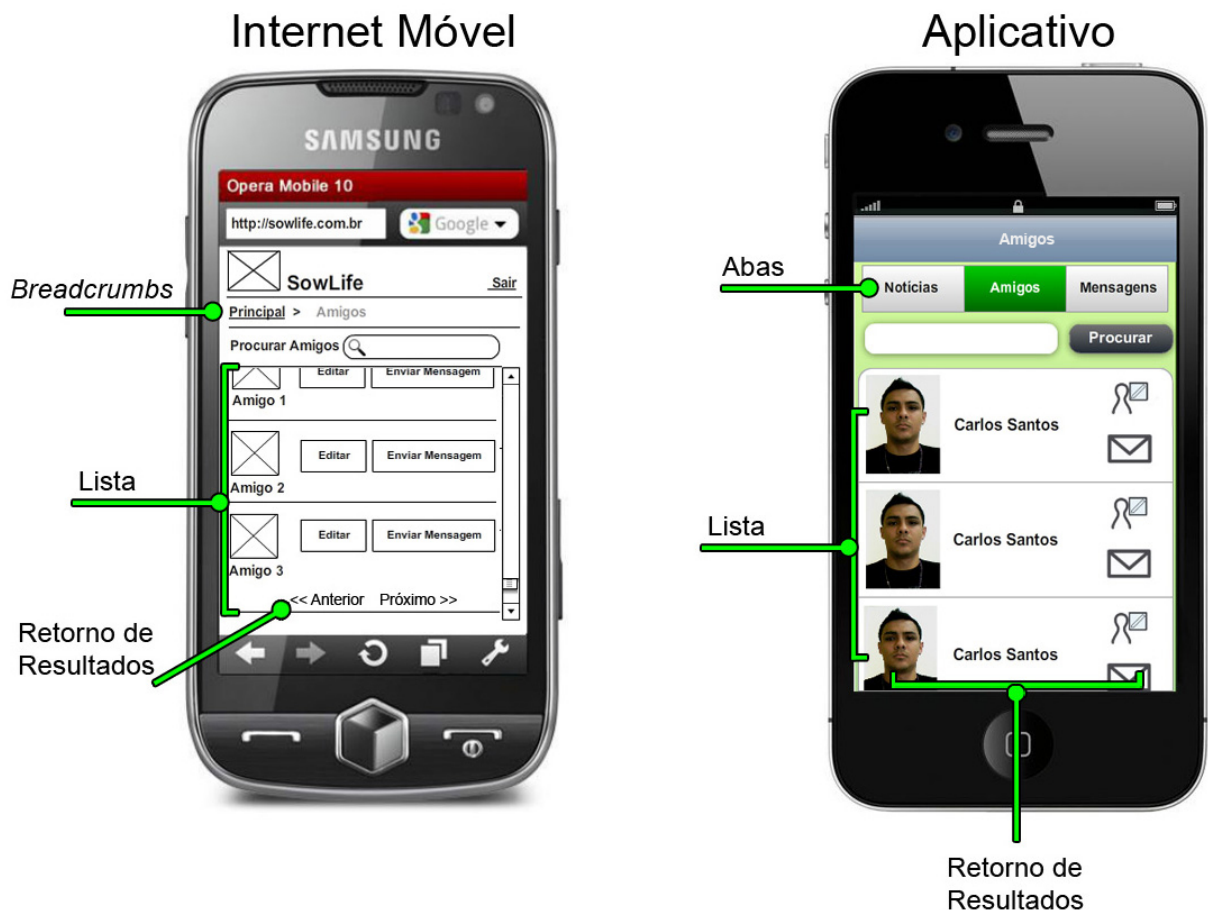 Internet Móvel
Aplicativo
SAMSUNG
Opera Mobile 10
http://sowlife.com.br
Google
SowLife
Sair
Breadcrumbs
Principal > Amigos
Procurar Amigos
Editar
Enviar Mensagem
Amigo 1
Editar
Enviar Mensagem
Amigo 2
Editar
Enviar Mensagem
Amigo 3
<< Anterior Próximo >>
Lista
Retorno de
Resultados
Amigos
Abas
Notícias
Amigos
Mensagens
Procurar
Carlos Santos
Carlos Santos
Carlos Santos
Lista
Retorno de
Resultados